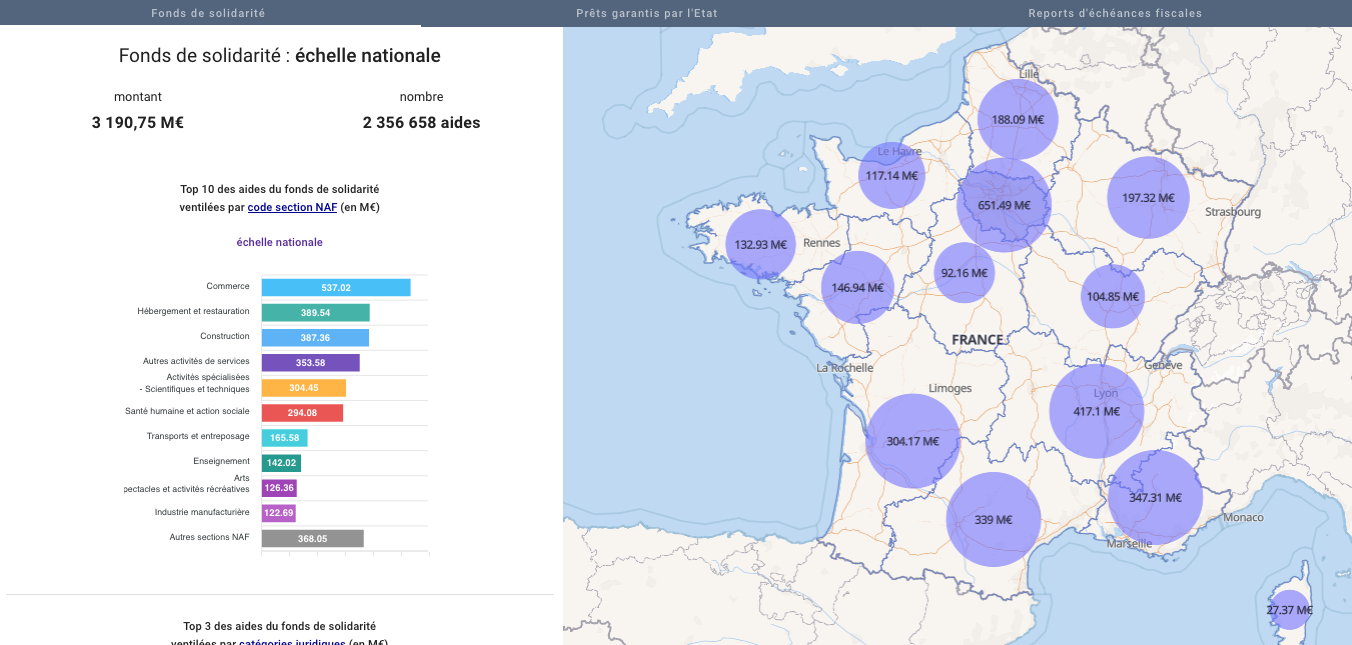 Fonds de solidarité
Prêts garantis par l'Etat
Reports d'échéances fiscales
Fonds de solidarité : échelle nationale
montant
nombre
3 190,75 M€
2 356 658 aides
Top 10 des aides du fonds de solidarité
ventilées par code section NAF (en M€)
échelle nationale
Commerce
537.02
Hébergement et restauration
389.54
Construction
387.36
Autres activités de services
353.58
Activités spécialisées
- Scientifiques et techniques
304.45
Santé humaine et action sociale
294.08
Transports et entreposage
165.58
Enseignement
142.02
Arts
pectacles et activités récréatives
126.36
Industrie manufacturière
122.69
Autres sections NAF
368.05
Top 3 des aides du fonds de solidarité
ventilées par catégories juridiques (en M€)
Lille
188.09 M€
Le Havre
117.14 M€
651.49 M€
197.32 M€
Strasbourg
132.93 M€
Rennes
146.94 M€
92.16 M€
104.85 M€
FRANCE
La Rochelle
Genève
Limoges
Lyon
417.1 M€
304.17 M€
347.31 M€
339 M€
Monaco
Marseille
27.37 M€